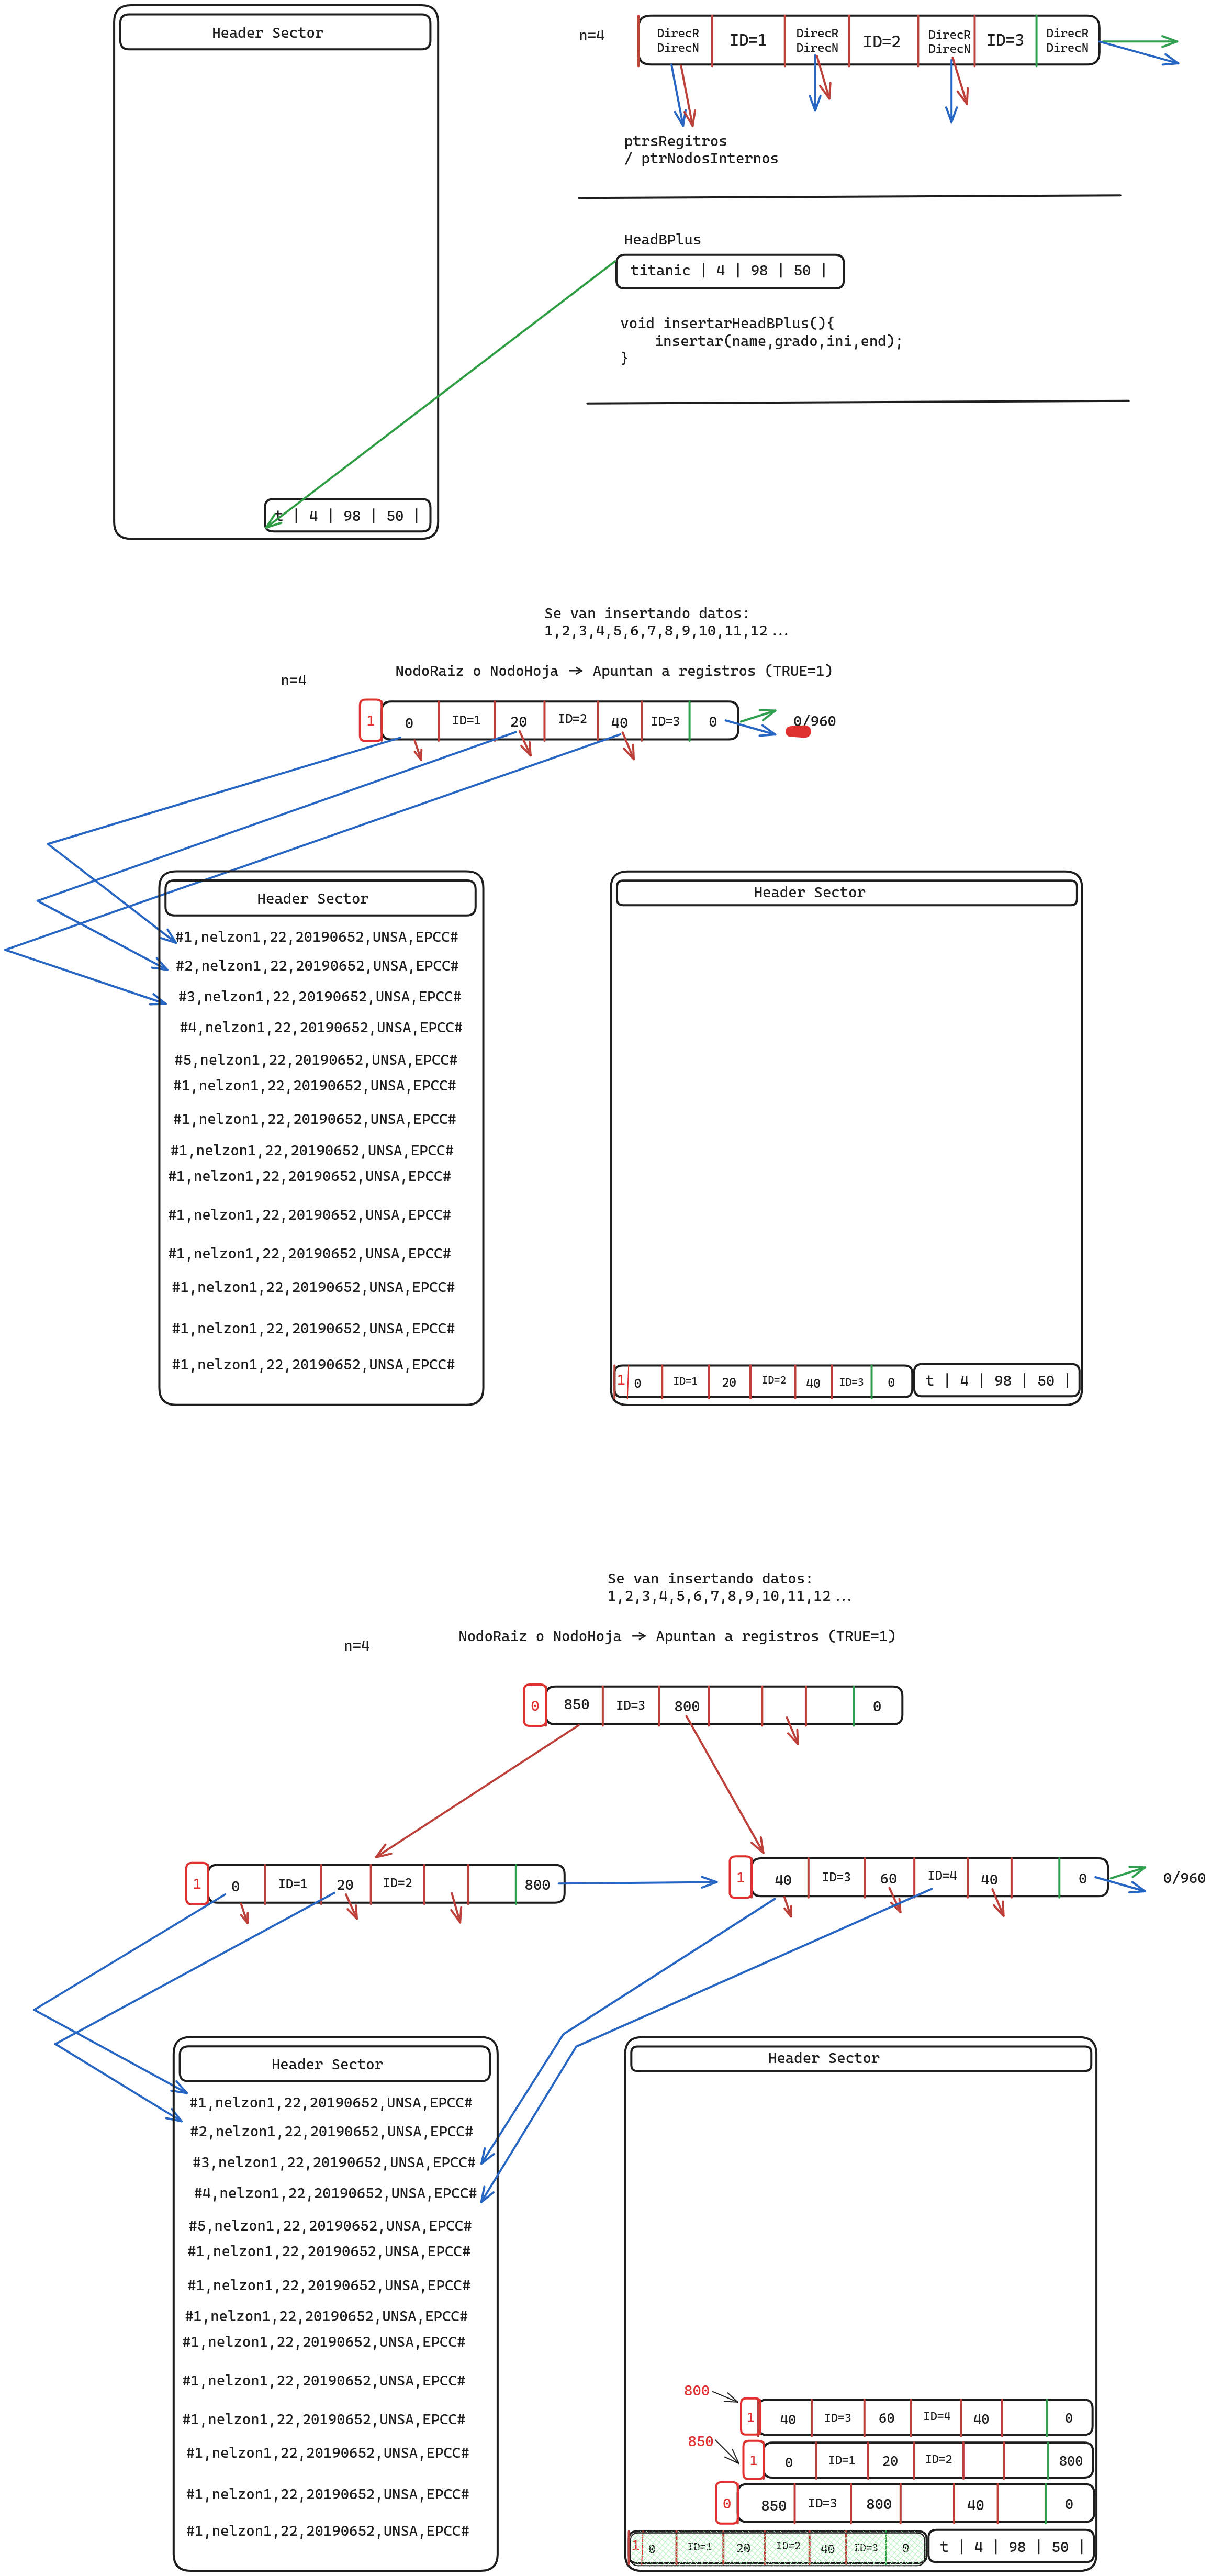 Header Sector
n=4
DirecR
DirecN
ID=1
DirecR
DirecN
ID=2
DirecR
DirecN
ID=3
DirecR
DirecN
ptrsRegitros
/ ptrNodosInternos
HeadBPlus
titanic | 4 | 98 | 50 |
void insertarHeadBPlus(){
insertar(name,grado,ini,end);
}
t | 4 | 98 | 50 |
Se van insertando datos:
1,2,3,4,5,6,7,8,9,10,11,12...
NodoRaiz o NodoHoja -> Apuntan a registros (TRUE=1)
n=4
1 0 ID=1 20 ID=2 40 ID=3 0
0/960
Header Sector
#1,nelzon1,22,20190652,UNSA,EPCC#
#2,nelzon1,22,20190652,UNSA,EPCC#
#3,nelzon1,22,20190652,UNSA,EPCC#
#4,nelzon1,22,20190652,UNSA,EPCC#
#5,nelzon1,22,20190652,UNSA,EPCC#
#1,nelzon1,22,20190652,UNSA,EPCC#
#1,nelzon1,22,20190652,UNSA,EPCC#
#1,nelzon1,22,20190652,UNSA,EPCC#
#1,nelzon1,22,20190652,UNSA,EPCC#
#1,nelzon1,22,20190652,UNSA,EPCC#
#1,nelzon1,22,20190652,UNSA,EPCC#
#1,nelzon1,22,20190652,UNSA,EPCC#
#1,nelzon1,22,20190652,UNSA,EPCC#
#1,nelzon1,22,20190652,UNSA,EPCC#
Header Sector
1 0 ID=1 20 ID=2 40 ID=3 0
t | 4 | 98 | 50 |
Se van insertando datos:
1,2,3,4,5,6,7,8,9,10,11,12...
NodoRaiz o NodoHoja -> Apuntan a registros (TRUE=1)
n=4
0 850 ID=3 800 0
1 0 ID=1 20 ID=2 800
1 40 ID=3 60 ID=4 40 0
0/960
Header Sector
#1,nelzon1,22,20190652,UNSA,EPCC#
#2,nelzon1,22,20190652,UNSA,EPCC#
#3,nelzon1,22,20190652,UNSA,EPCC#
#4,nelzon1,22,20190652,UNSA,EPCC#
#5,nelzon1,22,20190652,UNSA,EPCC#
#1,nelzon1,22,20190652,UNSA,EPCC#
#1,nelzon1,22,20190652,UNSA,EPCC#
#1,nelzon1,22,20190652,UNSA,EPCC#
#1,nelzon1,22,20190652,UNSA,EPCC#
#1,nelzon1,22,20190652,UNSA,EPCC#
#1,nelzon1,22,20190652,UNSA,EPCC#
#1,nelzon1,22,20190652,UNSA,EPCC#
#1,nelzon1,22,20190652,UNSA,EPCC#
#1,nelzon1,22,20190652,UNSA,EPCC#
Header Sector
800
1 40 ID=3 60 ID=4 40 0
850
1 0 ID=1 20 ID=2 800
0 850 ID=3 800 40 0
1 0 ID=1 20 ID=2 40 ID=3 0
t | 4 | 98 | 50 |